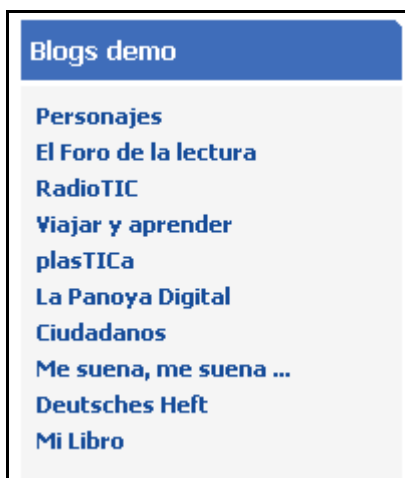 Blogs demo
Personajes
El Foro de la lectura
RadioTIC
Viajar y aprender
plasTICa
La Panoya Digital
Ciudadanos
Me suena, me suena ...
Deutsches Heft
Mi Libro